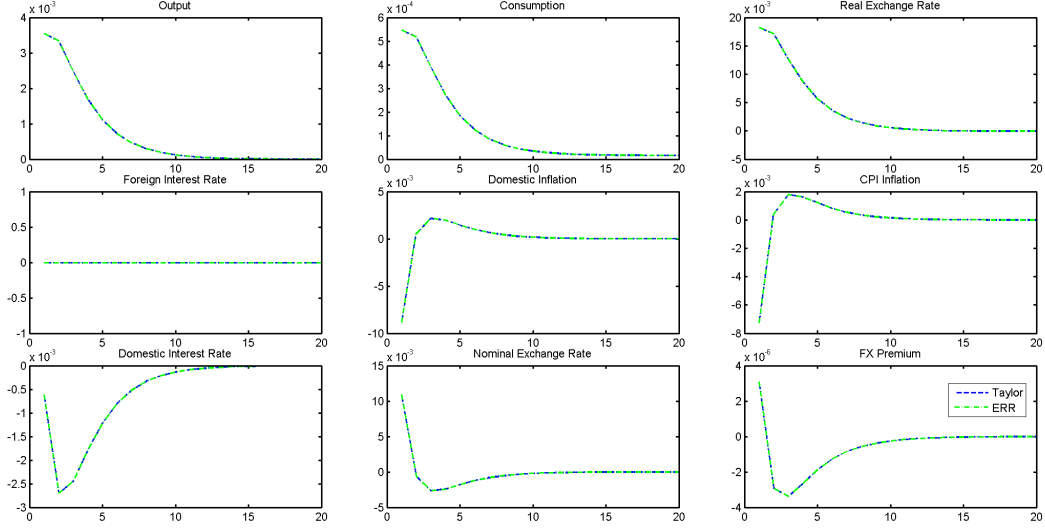 Output
x 10⁻³
4
3
2
1
0
0 5 10 15 20
Consumption
x 10⁻⁴
6
5
4
3
2
1
0
0 5 10 15 20
Real Exchange Rate
x 10⁻³
20
15
10
5
0
-5
0 5 10 15 20
Foreign Interest Rate
1
0.5
0
-0.5
-1
0 5 10 15 20
Domestic Inflation
x 10⁻³
5
0
-5
-10
0 5 10 15 20
CPI Inflation
x 10⁻³
2
0
-2
-4
-6
-8
0 5 10 15 20
Domestic Interest Rate
x 10⁻³
0
-0.5
-1
-1.5
-2
-2.5
-3
0 5 10 15 20
Nominal Exchange Rate
x 10⁻³
15
10
5
0
-5
0 5 10 15 20
FX Premium
x 10⁻⁶
4
2
0
-2
-4
0 5 10 15 20
Taylor
ERR